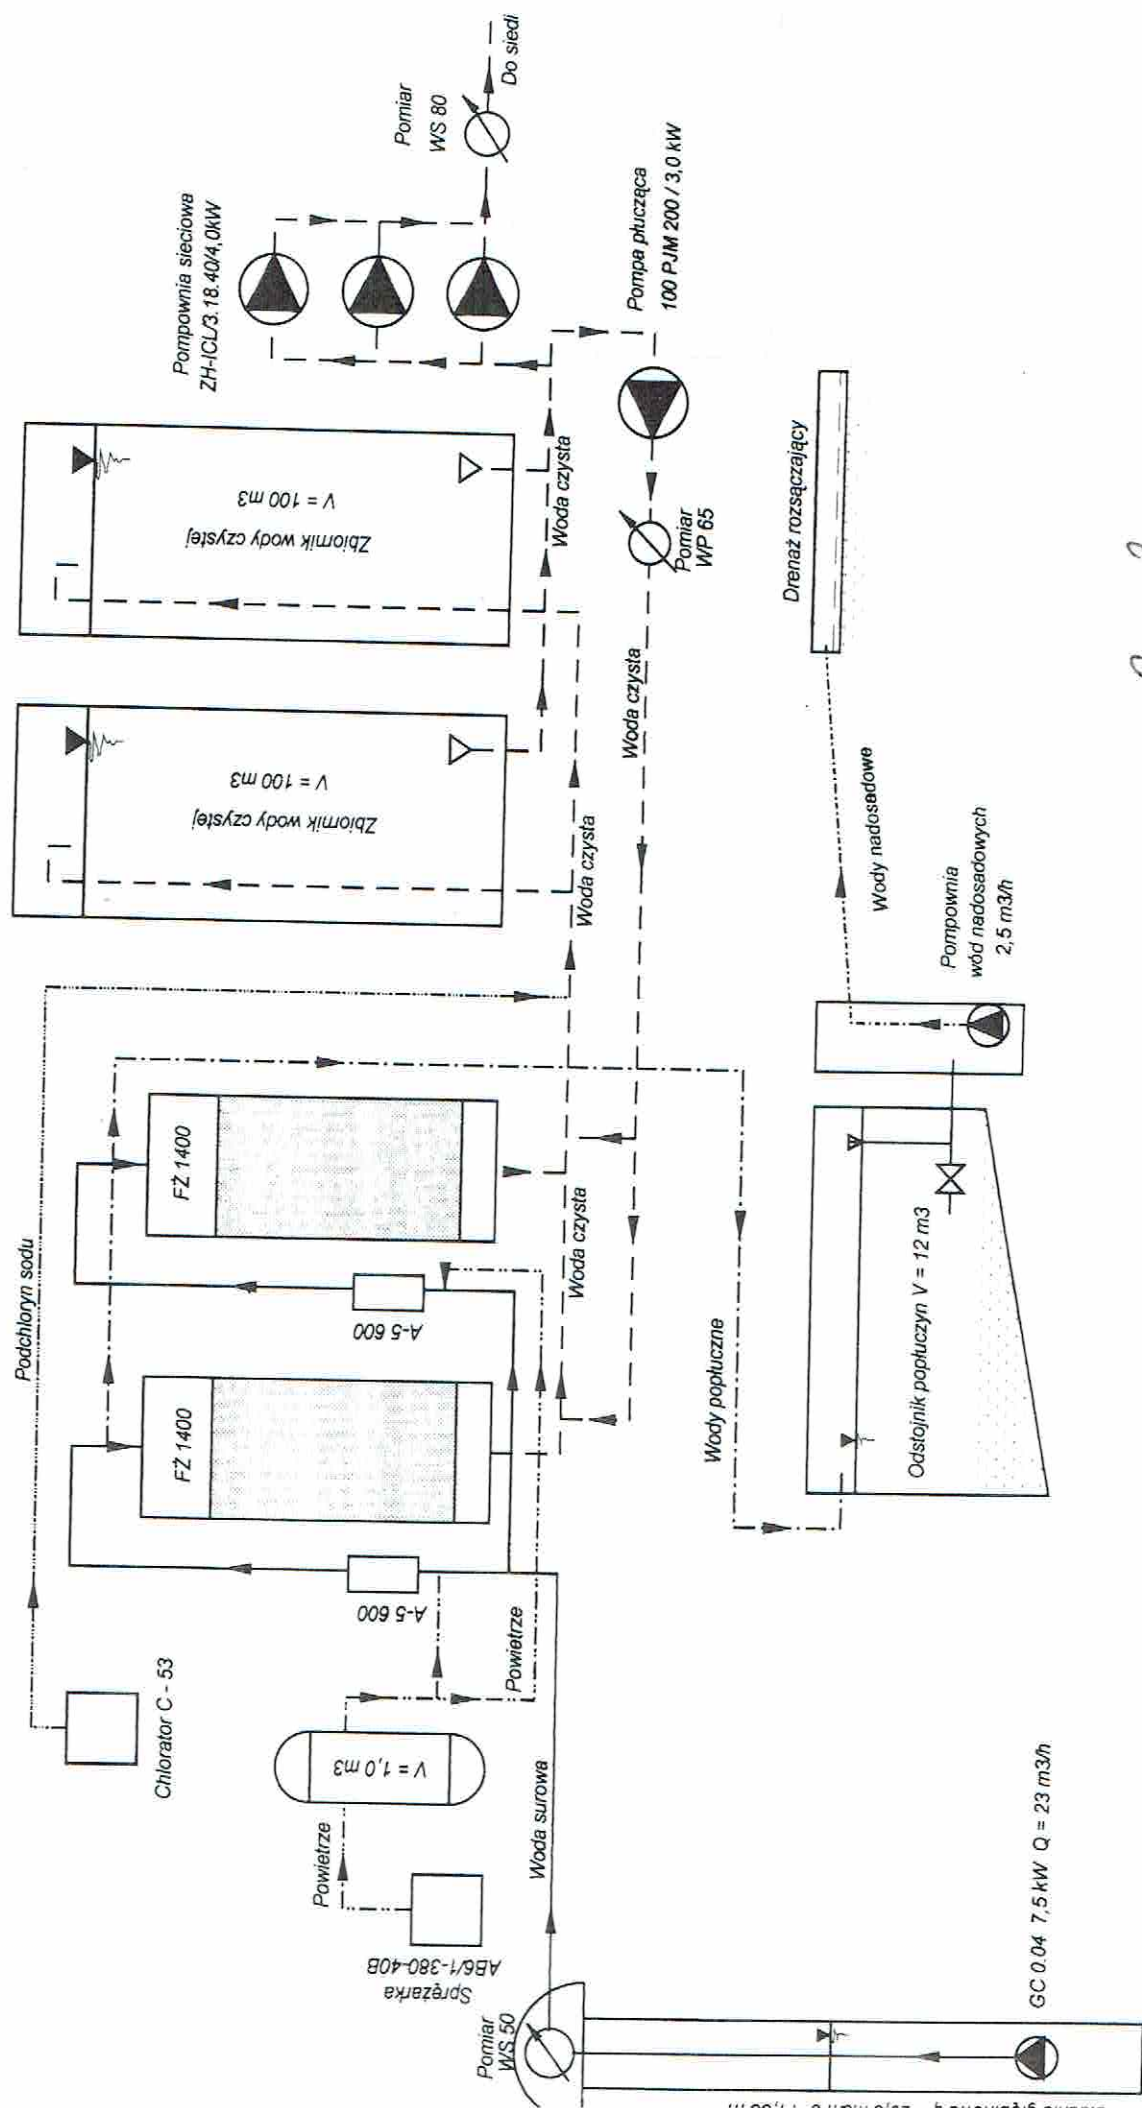 Podchloryn sodu
Chlorator C - 53
Pompownia sieciowa
ZH-ICL/3.18.40/4,0kW
Pomiar
WS 80
Do siedi
Zbiornik wody czystej
V = 100 m3
Zbiornik wody czystej
V = 100 m3
Woda czysta
Woda czysta
Woda czysta
Woda czysta
Pompa płucząca
100 PJM 200 / 3,0 kW
Pomiar
WP 65
FŻ 1400
FŻ 1400
A-5 600
A-5 600
Powietrze
Powietrze
V = 1,0 m3
Sprężarka
AB6/1-380-40B
Woda surowa
Pomiar
WS 50
GC 0.04 7,5 kW Q = 23 m3/h
Wody popłuczne
Odstojnik popłuczyn V = 12 m3
Pompownia
wód nadosadowych
2,5 m3/h
Wody nadosadowe
Drenaż rozsączający